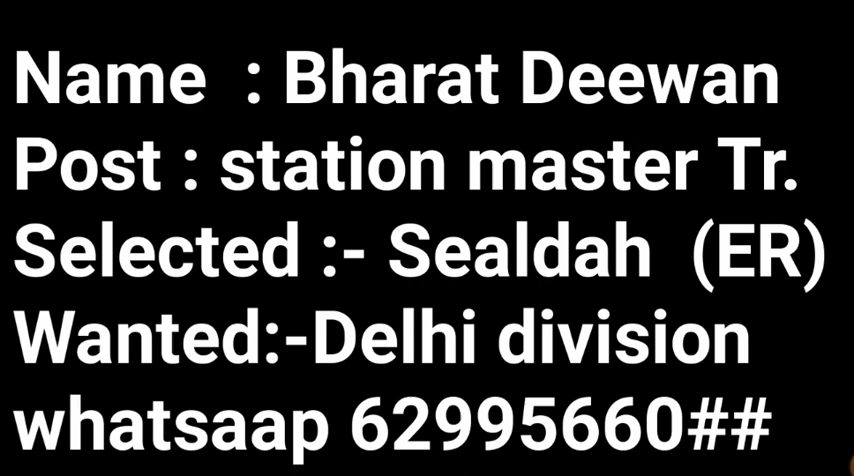 Name : Bharat Deewan
Post : station master Tr.
Selected :- Sealdah (ER)
Wanted:-Delhi division
whatsaap 62995660##